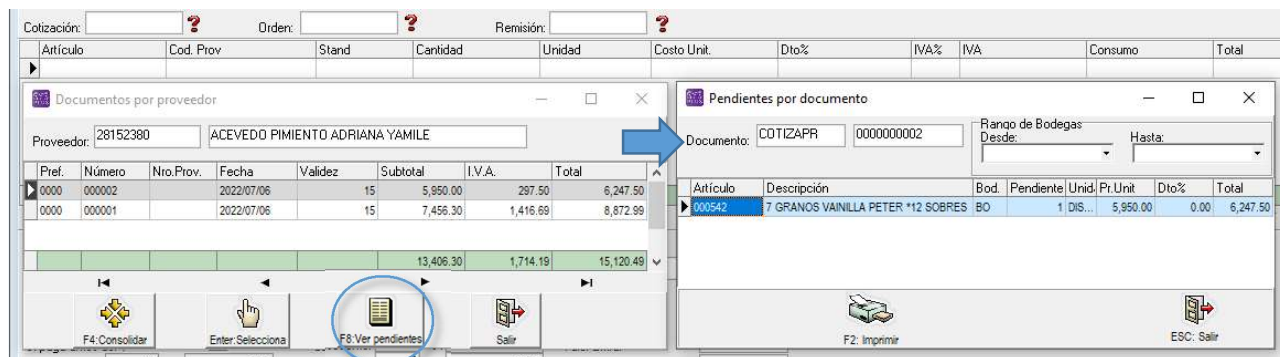 Cotización: ? Orden: ? Remisión: ?
Artículo Cod. Prov Stand Cantidad Unidad Costo Unit. Dto% IVA% IVA Consumo Total
Documentos por proveedor
Proveedor: 28152380 ACEVEDO PIMIENTO ADRIANA YAMILE
Pref. Número Nro.Prov. Fecha Validez Subtotal I.V.A. Total
0000 000002 2022/07/06 15 5,950.00 297.50 6,247.50
0000 000001 2022/07/06 15 7,456.30 1,416.69 8,872.99
13,406.30 1,714.19 15,120.49
F4:Consolidar Enter:Selecciona F8:Ver pendientes Salir
Pendientes por documento
Documento: COTIZAPR 0000000002 Rango de Bodegas
Desde: Hasta:
Artículo Descripción Bod. Pendiente Unid. Pr.Unit Dto% Total
000542 7 GRANOS VAINILLA PETER *12 SOBRES BO 1 DIS... 5,950.00 0.00 6,247.50
F2: Imprimir ESC: Salir